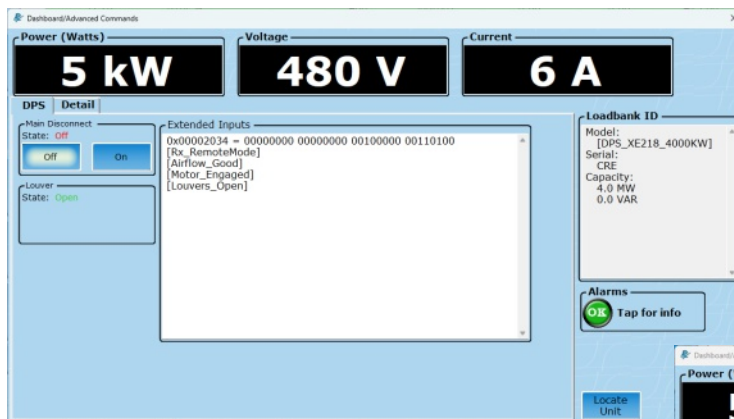 Dashboard/Advanced Commands
Power (Watts)
5 kW
Voltage
480 V
Current
6 A
DPS
Detail
Main Disconnect
State: Off
Off
On
Louver
State: Open
Extended Inputs
0x00002034 = 00000000 00000000 00100000 00110100
[Rx_RemoteMode]
[Airflow_Good]
[Motor_Engaged]
[Louvers_Open]
Loadbank ID
Model:
[DPS_XE218_4000KW]
Serial:
CRE
Capacity:
4.0 MW
0.0 VAR
Alarms
OK
Tap for info
Locate
Unit
Dashboard/
Power (